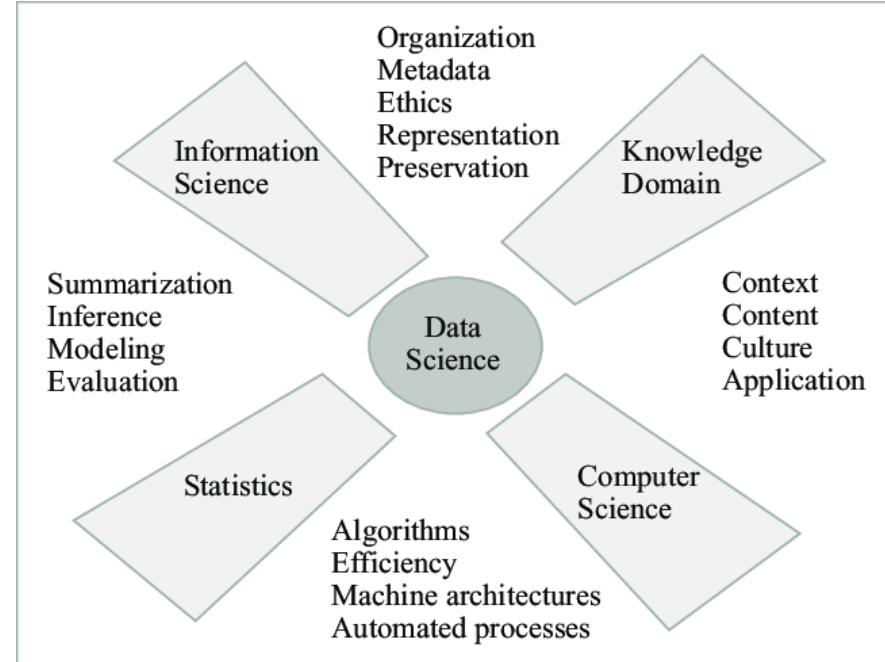 Organization
Metadata
Ethics
Representation
Preservation
Information
Science
Knowledge
Domain
Summarization
Inference
Modeling
Evaluation
Data
Science
Context
Content
Culture
Application
Statistics
Computer
Science
Algorithms
Efficiency
Machine architectures
Automated processes